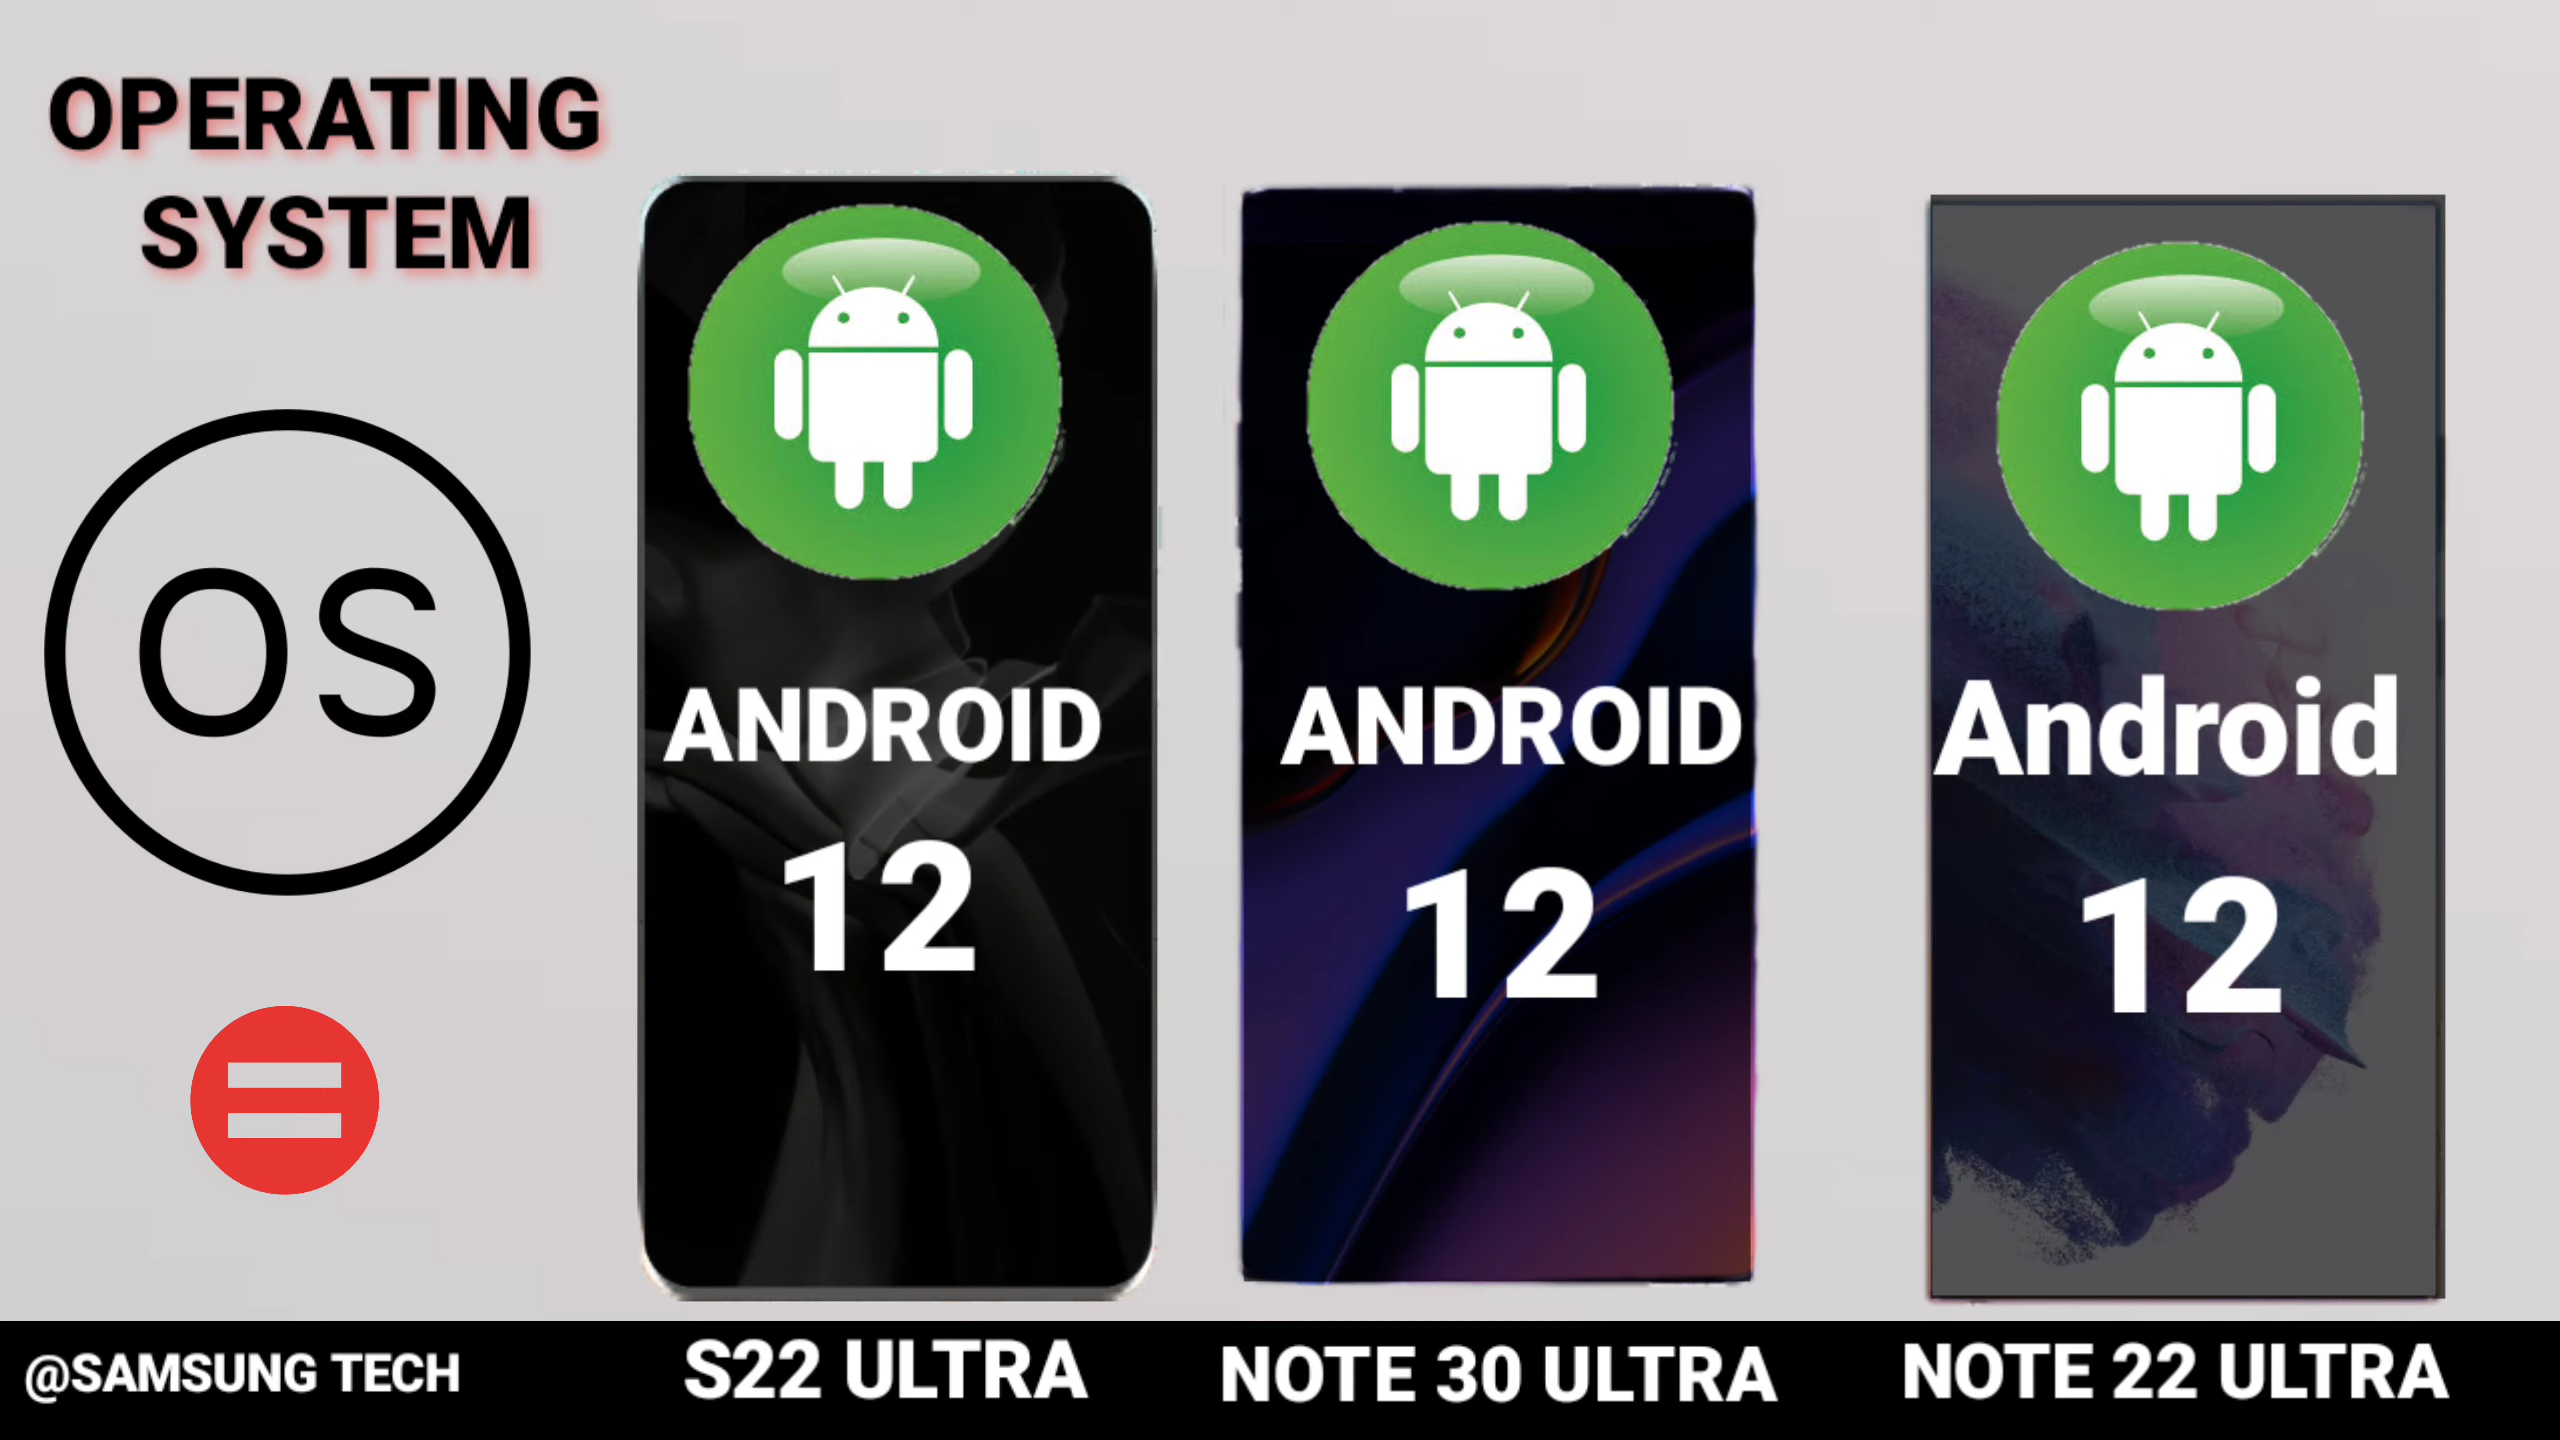 OPERATING
SYSTEM
OS
ANDROID
12
ANDROID
12
Android
12
@SAMSUNG TECH
S22 ULTRA
NOTE 30 ULTRA
NOTE 22 ULTRA